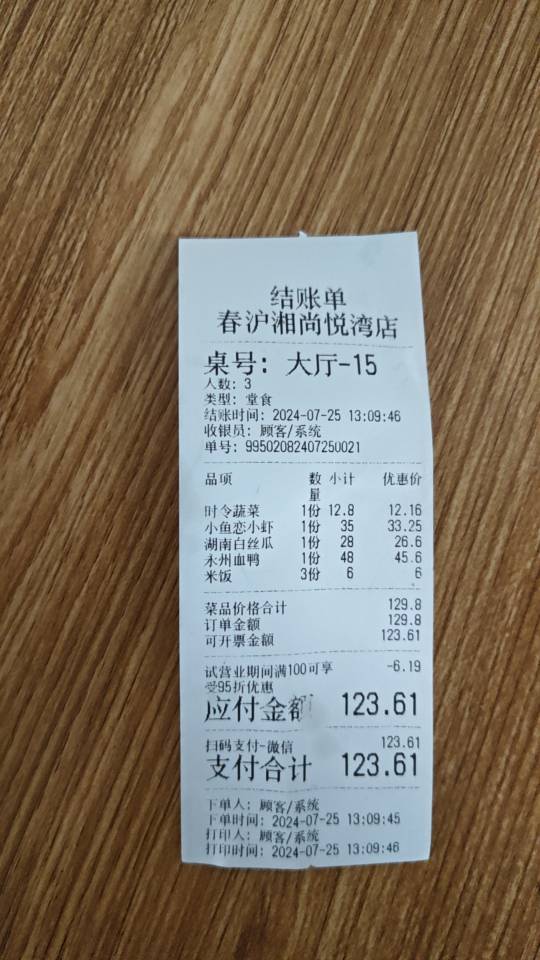 结账单
春沪湘尚悦湾店
桌号: 大厅-15
人数: 3
类型: 堂食
结账时间: 2024-07-25 13:09:46
收银员: 顾客/系统
单号: 99502082407250021
品项 数量 小计 优惠价
时令蔬菜 1份 12.8 12.16
小鱼恋小虾 1份 35 33.25
湖南白丝瓜 1份 28 26.6
永州血鸭 1份 48 45.6
米饭 3份 6 6
菜品价格合计 129.8
订单金额 129.8
可开票金额 123.61
试营业期间满100可享 -6.19
受95折优惠
应付金额 123.61
扫码支付-微信 123.61
支付合计 123.61
下单人: 顾客/系统
下单时间: 2024-07-25 13:09:45
打印人: 顾客/系统
打印时间: 2024-07-25 13:09:46